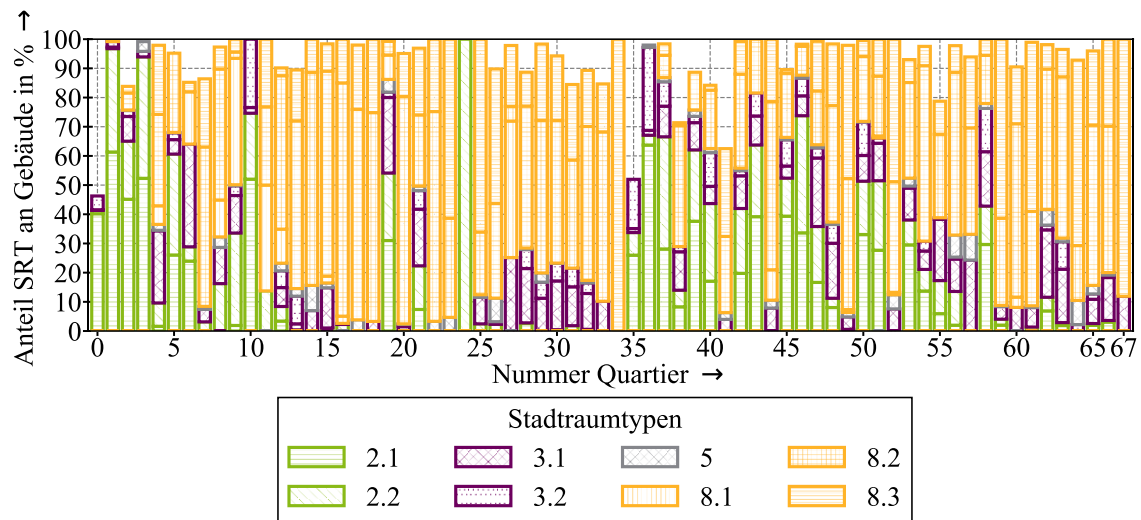 Anteil SRT an Gebäude in % →
100
90
80
70
60
50
40
30
20
10
0
0 5 10 15 20 25 30 35 40 45 50 55 60 65 67
Nummer Quartier →
Stadtraumtypen
2.1 3.1 5 8.2
2.2 3.2 8.1 8.3